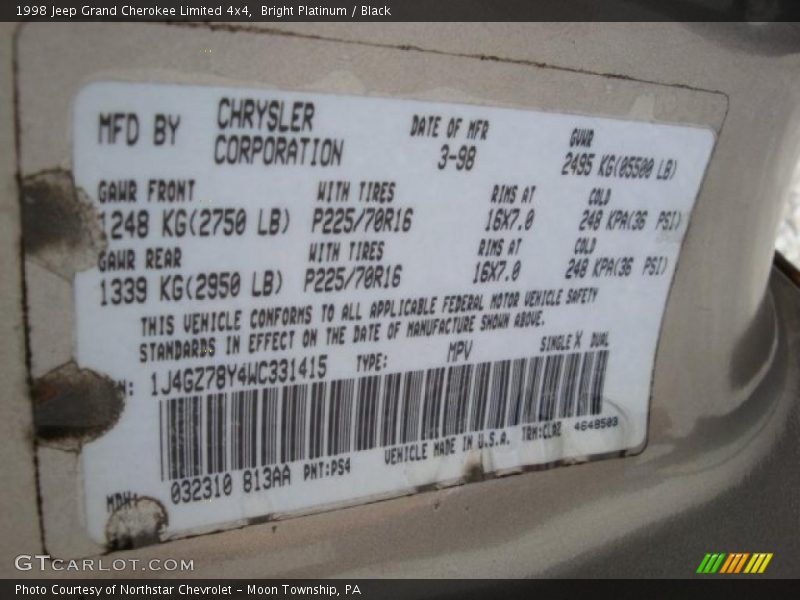 1998 Jeep Grand Cherokee Limited 4x4,  Bright Platinum / Black
MFD BY CHRYSLER CORPORATION DATE OF MFR 3-98 GVWR 2495 KG(05500 LB)
GAWR FRONT WITH TIRES RIMS AT COLD
1248 KG(2750 LB) P225/70R16 16X7.0 248 KPA(36 PSI)
GAWR REAR WITH TIRES RIMS AT COLD
1339 KG(2950 LB) P225/70R16 16X7.0 248 KPA(36 PSI)
THIS VEHICLE CONFORMS TO ALL APPLICABLE FEDERAL MOTOR VEHICLE SAFETY
STANDARDS IN EFFECT ON THE DATE OF MANUFACTURE SHOWN ABOVE.
N: 1J4GZ78Y4WC331415 TYPE: MPV SINGLE X DUAL
MDH: 032310 813AA PNT:PS4 VEHICLE MADE IN U.S.A. TRM:CLAZ 4648503
GTCARLOT.COM
Photo Courtesy of Northstar Chevrolet – Moon Township, PA